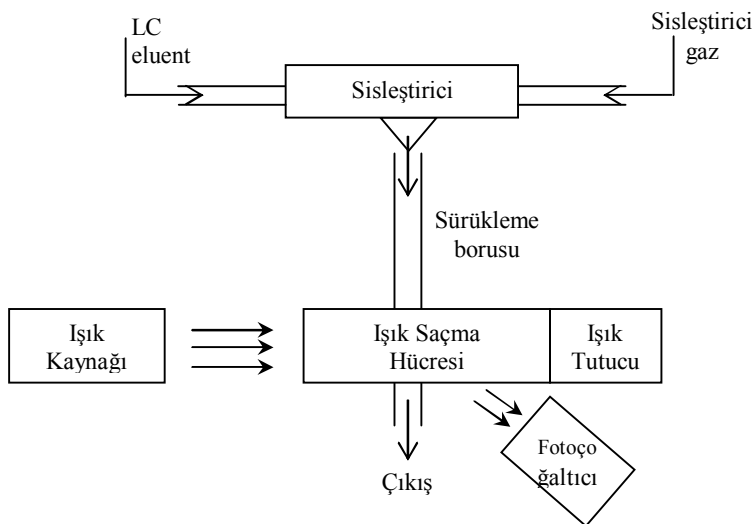 LC
eluent
Sisleştirici
gaz
Sisleştirici
Sürükleme
borusu
Işık
Kaynağı
Işık Saçma
Hücresi
Işık
Tutucu
Fotoço
ğaltıcı
Çıkış